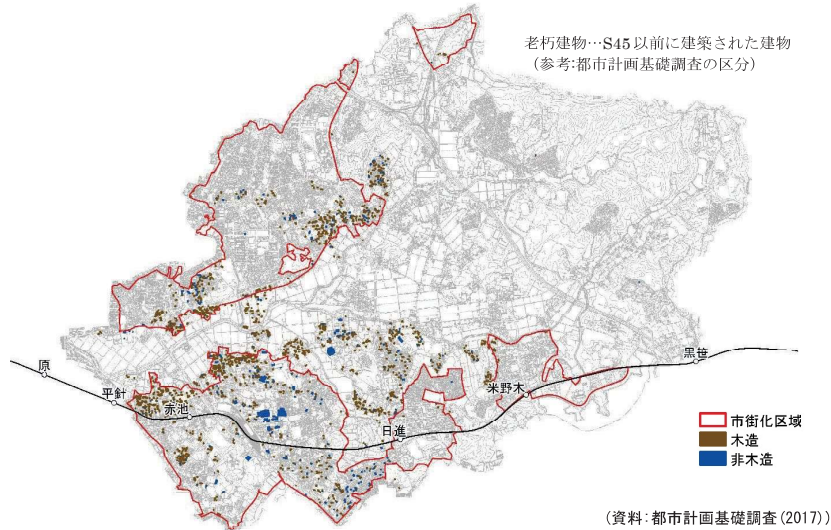 老朽建物…S45以前に建築された建物
(参考:都市計画基礎調査の区分)
原
平針
赤池
日進
米野木
黒笹
市街化区域
木造
非木造
(資料:都市計画基礎調査(2017))